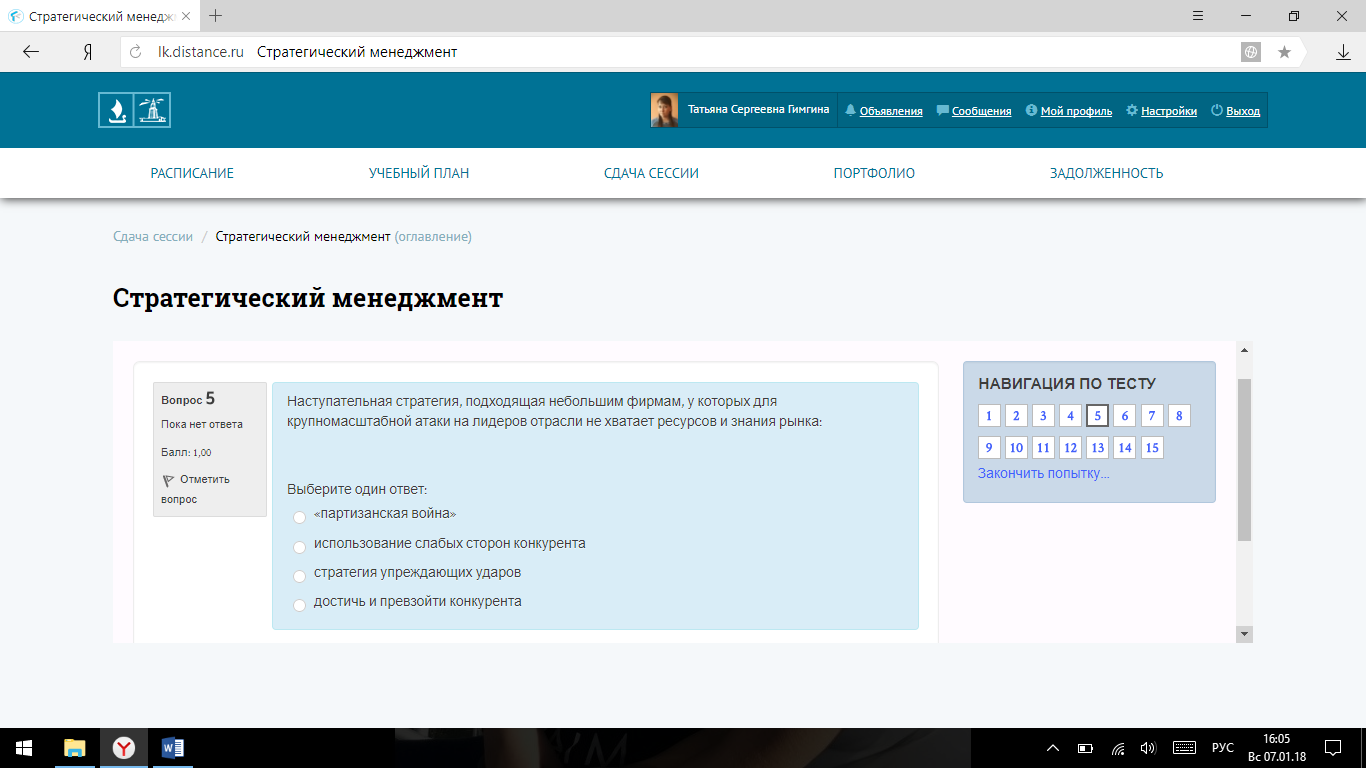 Стратегический менедж
lk.distance.ru Стратегический менеджмент
Татьяна Сергеевна Гимгина Объявления Сообщения Мой профиль Настройки Выход
РАСПИСАНИЕ УЧЕБНЫЙ ПЛАН СДАЧА СЕССИИ ПОРТФОЛИО ЗАДОЛЖЕННОСТЬ
Сдача сессии / Стратегический менеджмент (оглавление)
Стратегический менеджмент
Вопрос 5
Пока нет ответа
Балл: 1,00
Отметить
вопрос
Наступательная стратегия, подходящая небольшим фирмам, у которых для
крупномасштабной атаки на лидеров отрасли не хватает ресурсов и знания рынка:
Выберите один ответ:
«партизанская война»
использование слабых сторон конкурента
стратегия упреждающих ударов
достичь и превзойти конкурента
НАВИГАЦИЯ ПО ТЕСТУ
1 2 3 4 5 6 7 8
9 10 11 12 13 14 15
Закончить попытку...
РУС
16:05
Вс 07.01.18